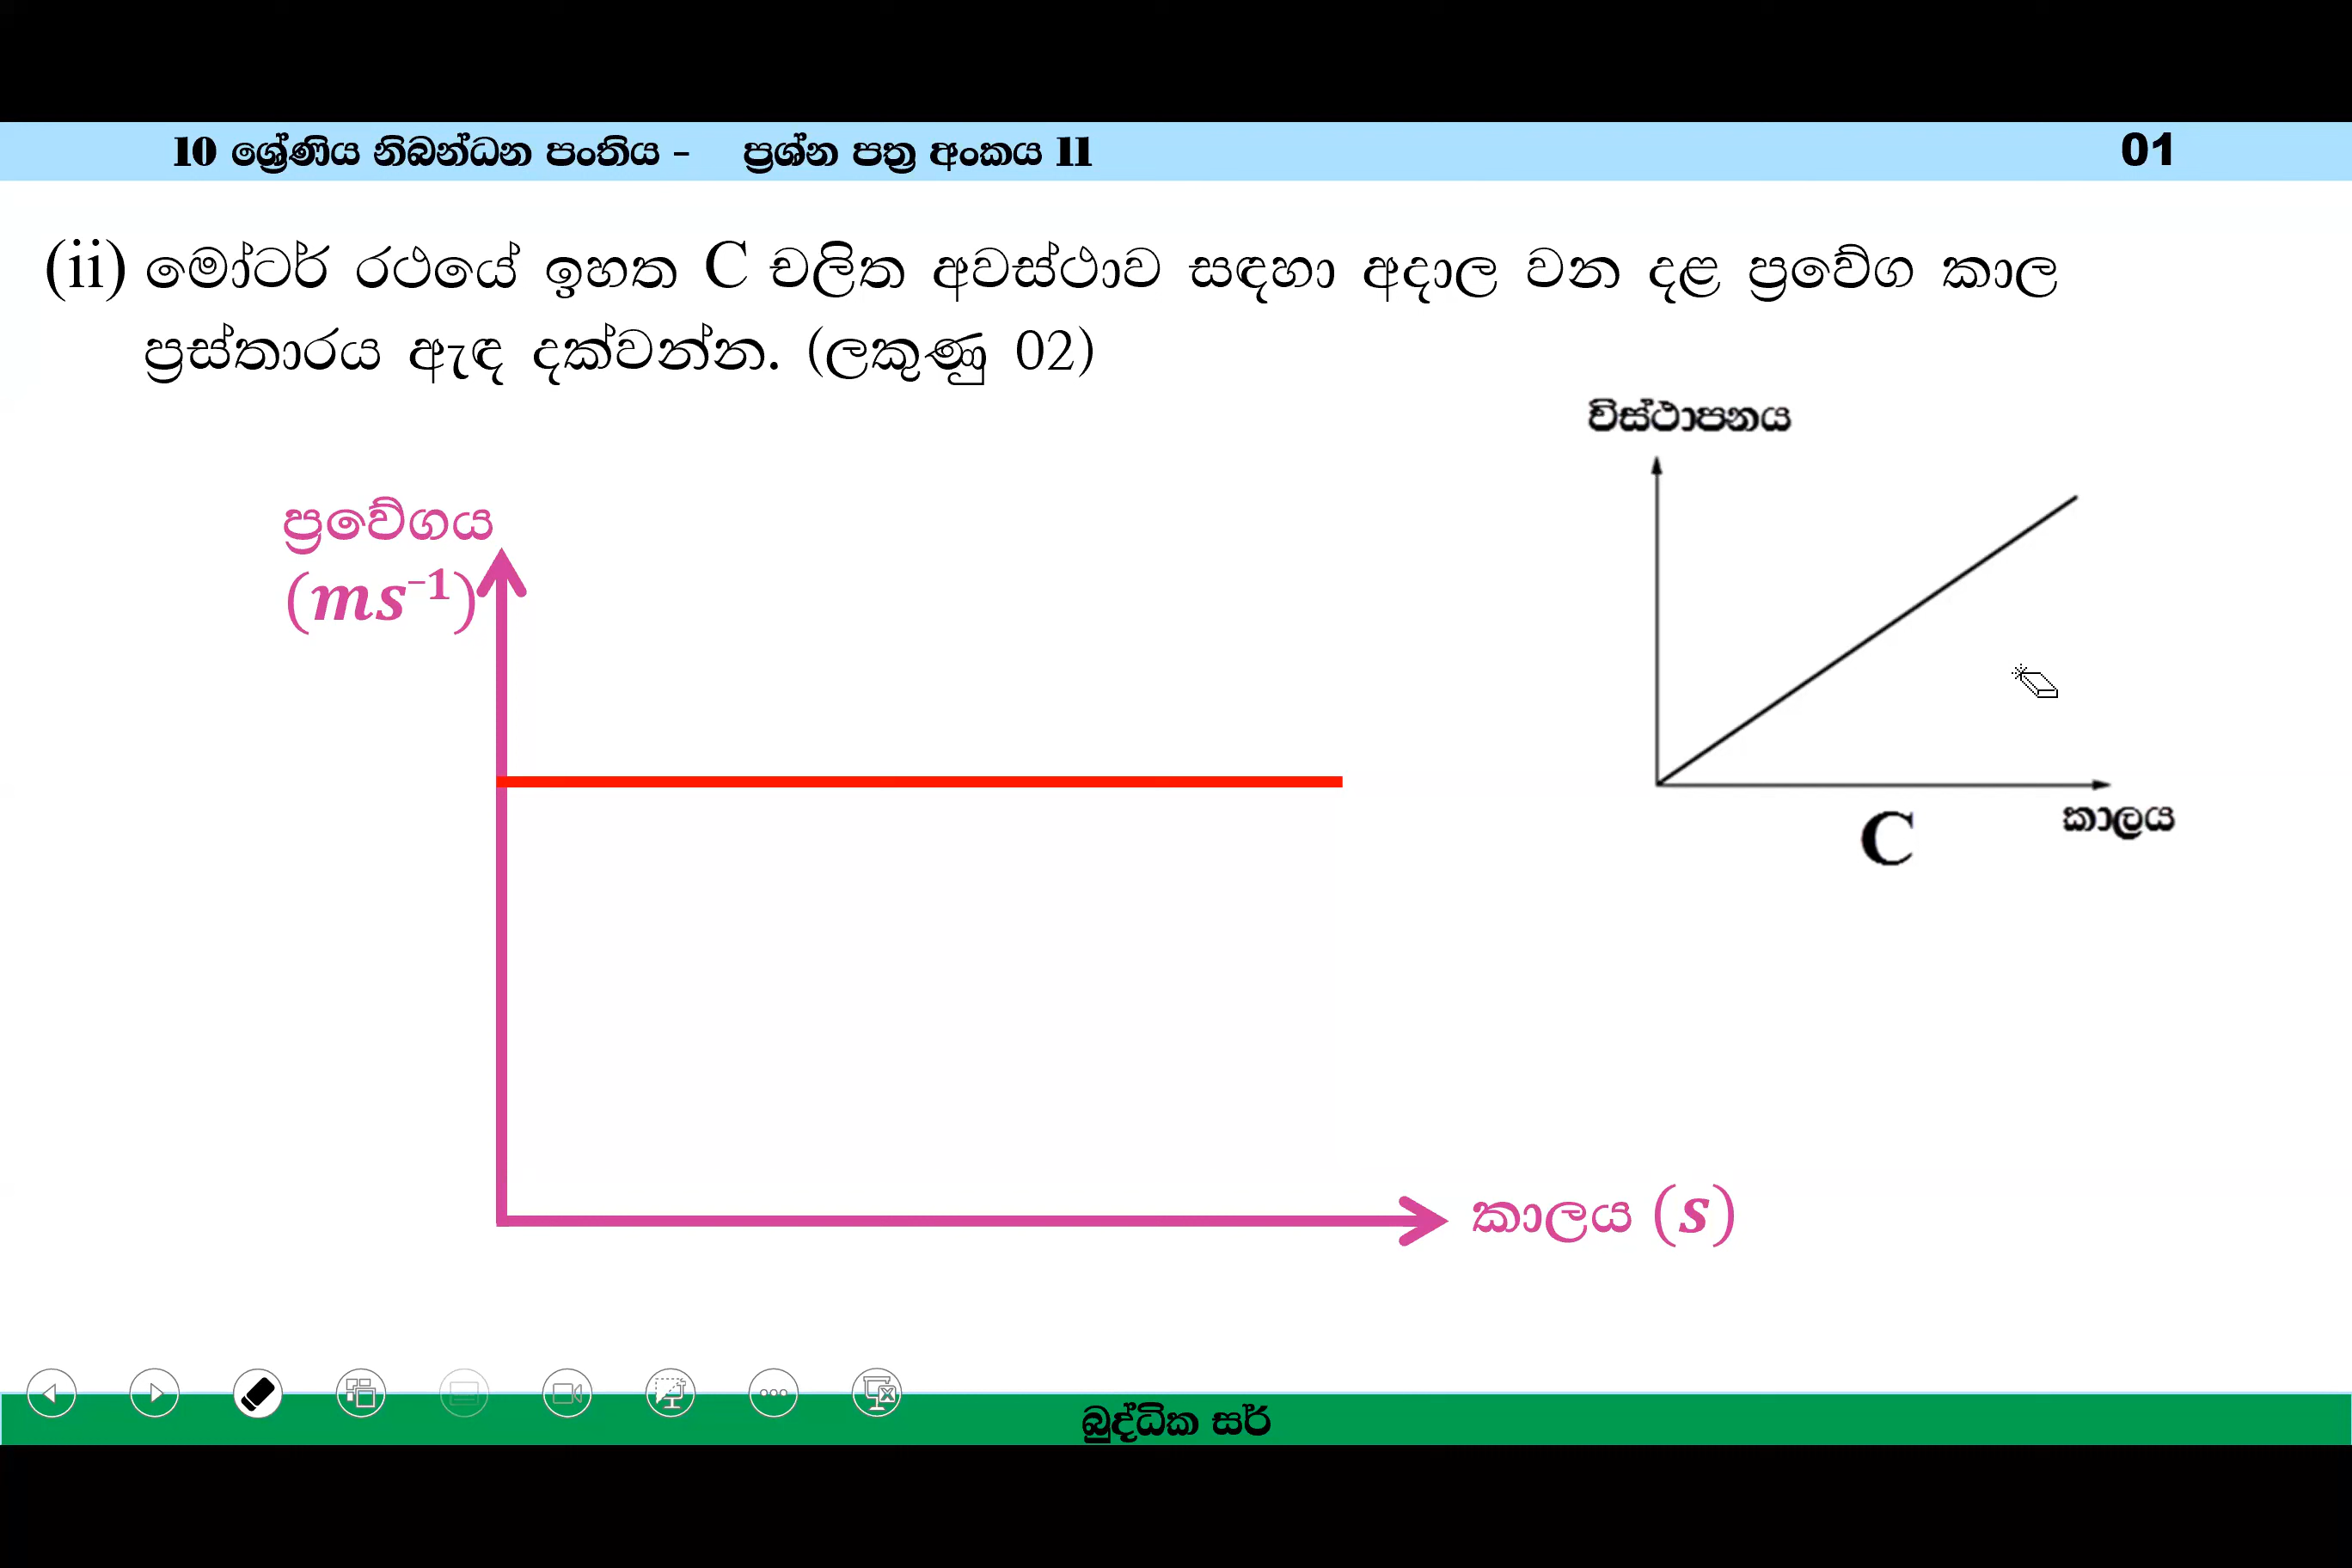 10 ශ්‍රේණිය නිබන්ධන පංතිය - ප්‍රශ්න පත්‍ර අංකය 11
01
(ii) මෝටර් රථයේ ඉහත C චලිත අවස්ථාව සඳහා අදාල වන දළ ප්‍රවේග කාල
ප්‍රස්තාරය ඇඳ දක්වන්න. (ලකුණු 02)
විස්ථාපනය
ප්‍රවේගය
(ms⁻¹)
කාලය
C
කාලය (s)
බුද්ධික සර්